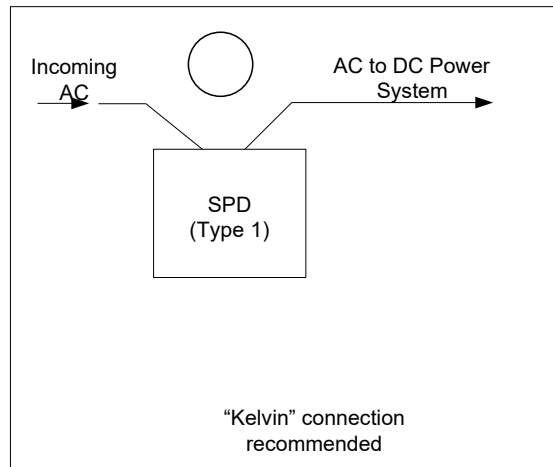 Incoming
AC
AC to DC Power
System
SPD
(Type 1)
“Kelvin” connection
recommended